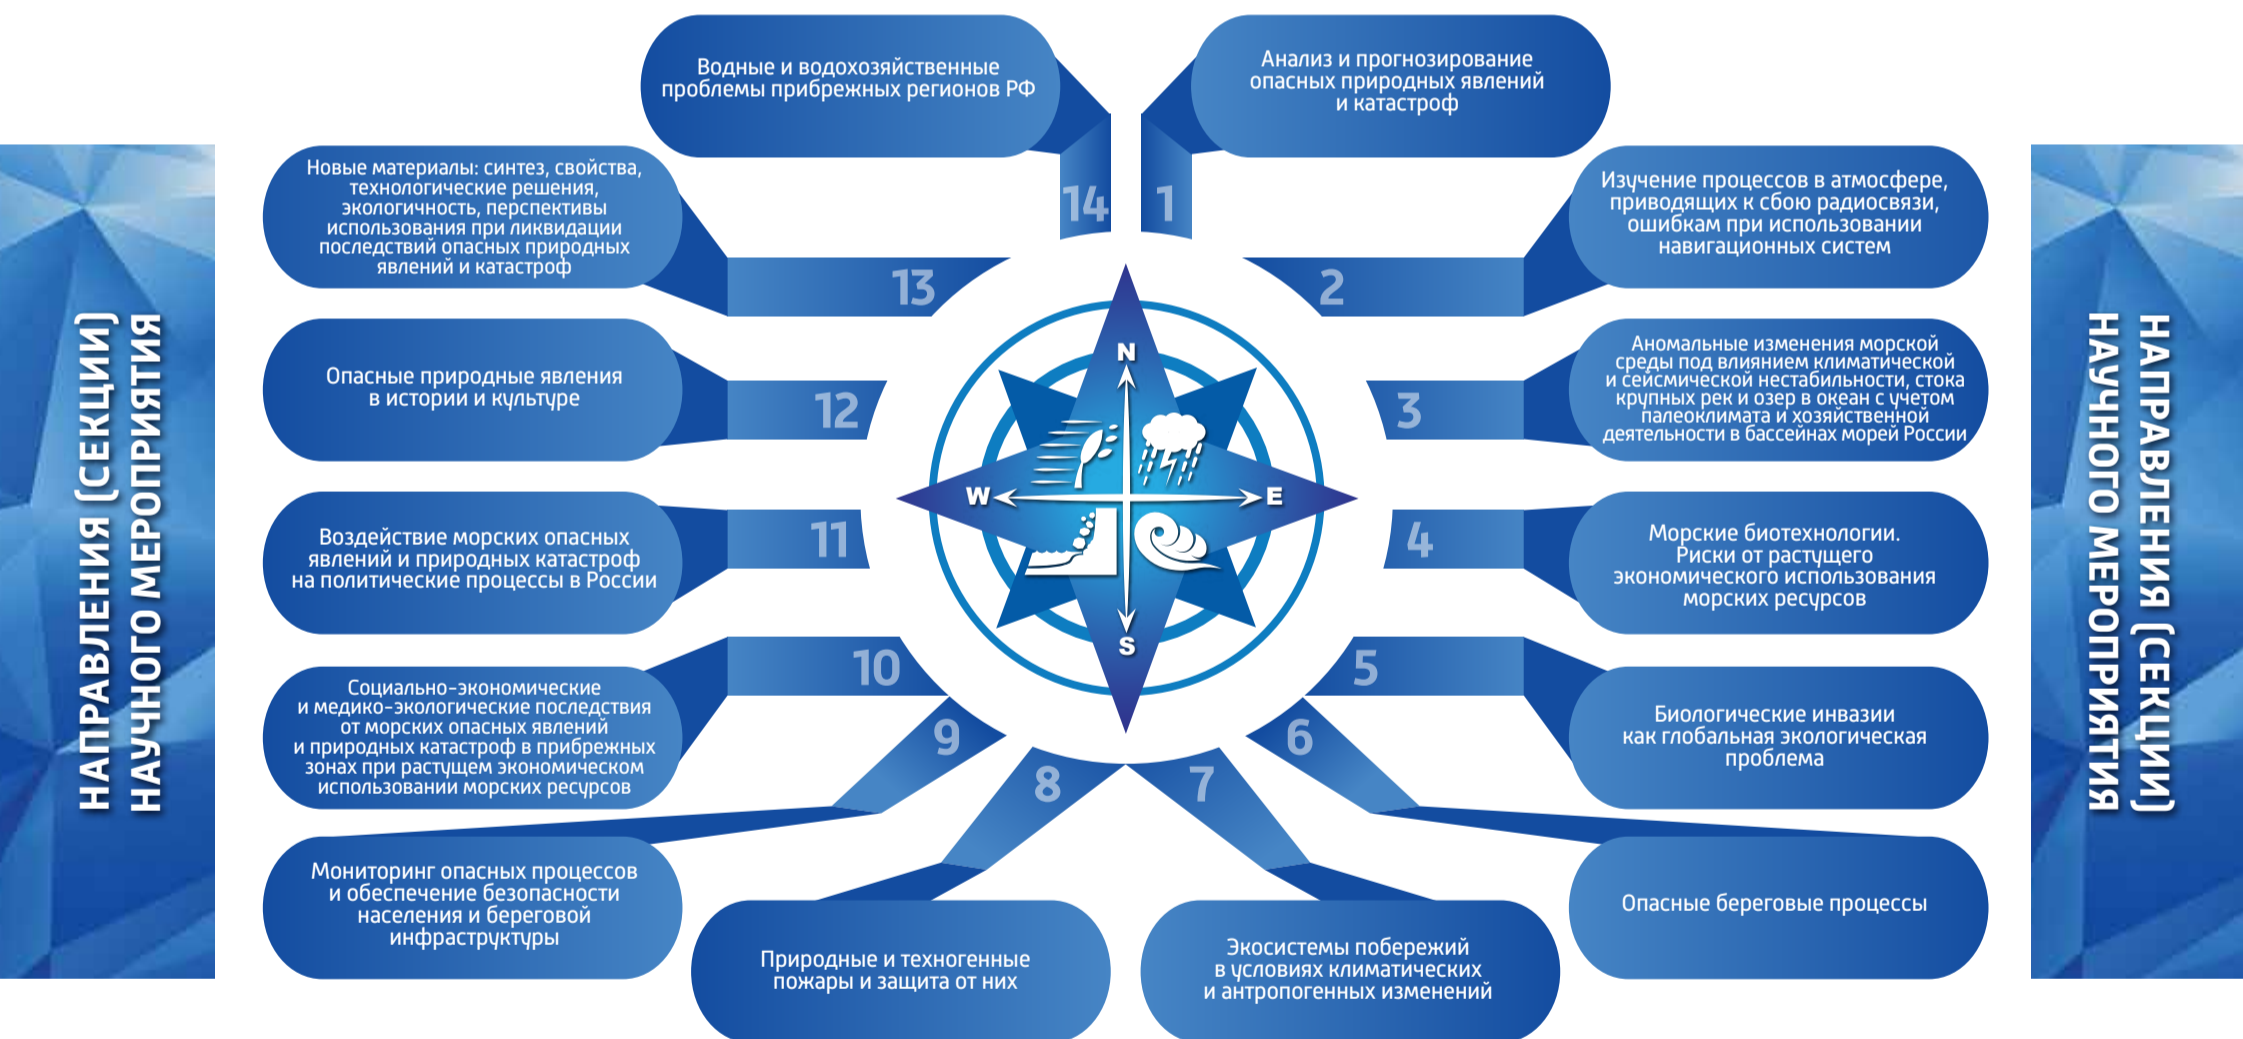 НАПРАВЛЕНИЯ (СЕКЦИИ)
НАУЧНОГО МЕРОПРИЯТИЯ
1
Анализ и прогнозирование
опасных природных явлений
и катастроф
2
Изучение процессов в атмосфере,
приводящих к сбою радиосвязи,
ошибкам при использовании
навигационных систем
3
Аномальные изменения морской
среды под влиянием климатической
и сейсмической нестабильности, стока
крупных рек и озер в океан с учетом
палеоклимата и хозяйственной
деятельности в бассейнах морей России
4
Морские биотехнологии.
Риски от растущего
экономического использования
морских ресурсов
5
Биологические инвазии
как глобальная экологическая
проблема
6
Опасные береговые процессы
7
Экосистемы побережий
в условиях климатических
и антропогенных изменений
8
Природные и техногенные
пожары и защита от них
9
Мониторинг опасных процессов
и обеспечение безопасности
населения и береговой
инфраструктуры
10
Социально-экономические
и медико-экологические последствия
от морских опасных явлений
и природных катастроф в прибрежных
зонах при растущем экономическом
использовании морских ресурсов
11
Воздействие морских опасных
явлений и природных катастроф
на политические процессы в России
12
Опасные природные явления
в истории и культуре
13
Новые материалы: синтез, свойства,
технологические решения,
экологичность, перспективы
использования при ликвидации
последствий опасных природных
явлений и катастроф
14
Водные и водохозяйственные
проблемы прибрежных регионов РФ
N
W
E
S
НАПРАВЛЕНИЯ (СЕКЦИИ)
НАУЧНОГО МЕРОПРИЯТИЯ